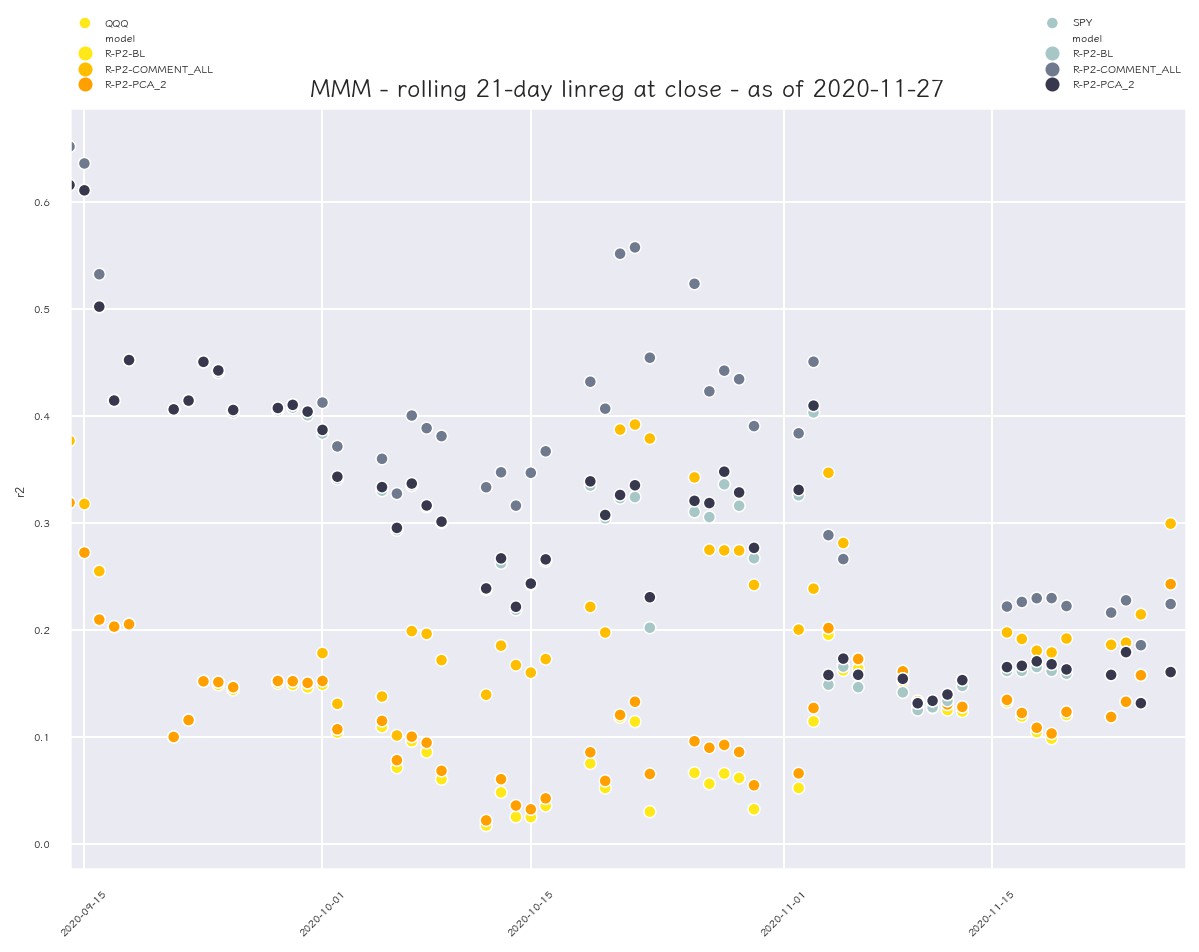 QQQ
model
R-P2-BL
R-P2-COMMENT_ALL
R-P2-PCA_2
SPY
model
R-P2-BL
R-P2-COMMENT_ALL
R-P2-PCA_2
MMM - rolling 21-day linreg at close - as of 2020-11-27
r2
0.6
0.5
0.4
0.3
0.2
0.1
0.0
2020-09-15
2020-10-01
2020-10-15
2020-11-01
2020-11-15